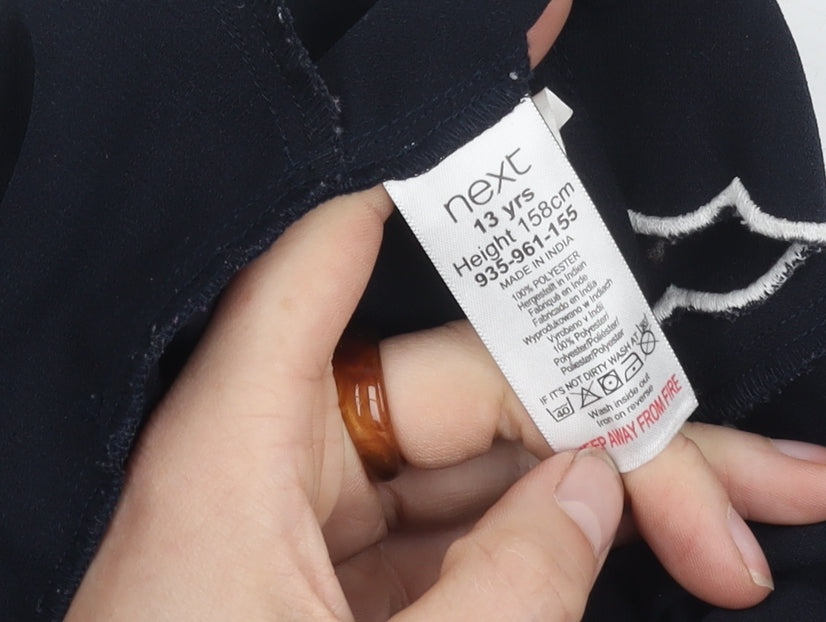 next
13 yrs
Height 158cm
935-961-155
MADE IN INDIA
100% POLYESTER
Hergestellt in Indien
Fabriqué en Inde
Fabricado en India
Wyprodukowano w Indiach
Vyrobeno v Indii
100% Polyester/
Polyester/Poliéster/
Poliester/Polyester
IF IT'S NOT DIRTY WASH AT
40
Wash inside out
Iron on reverse
AWAY FROM FIRE